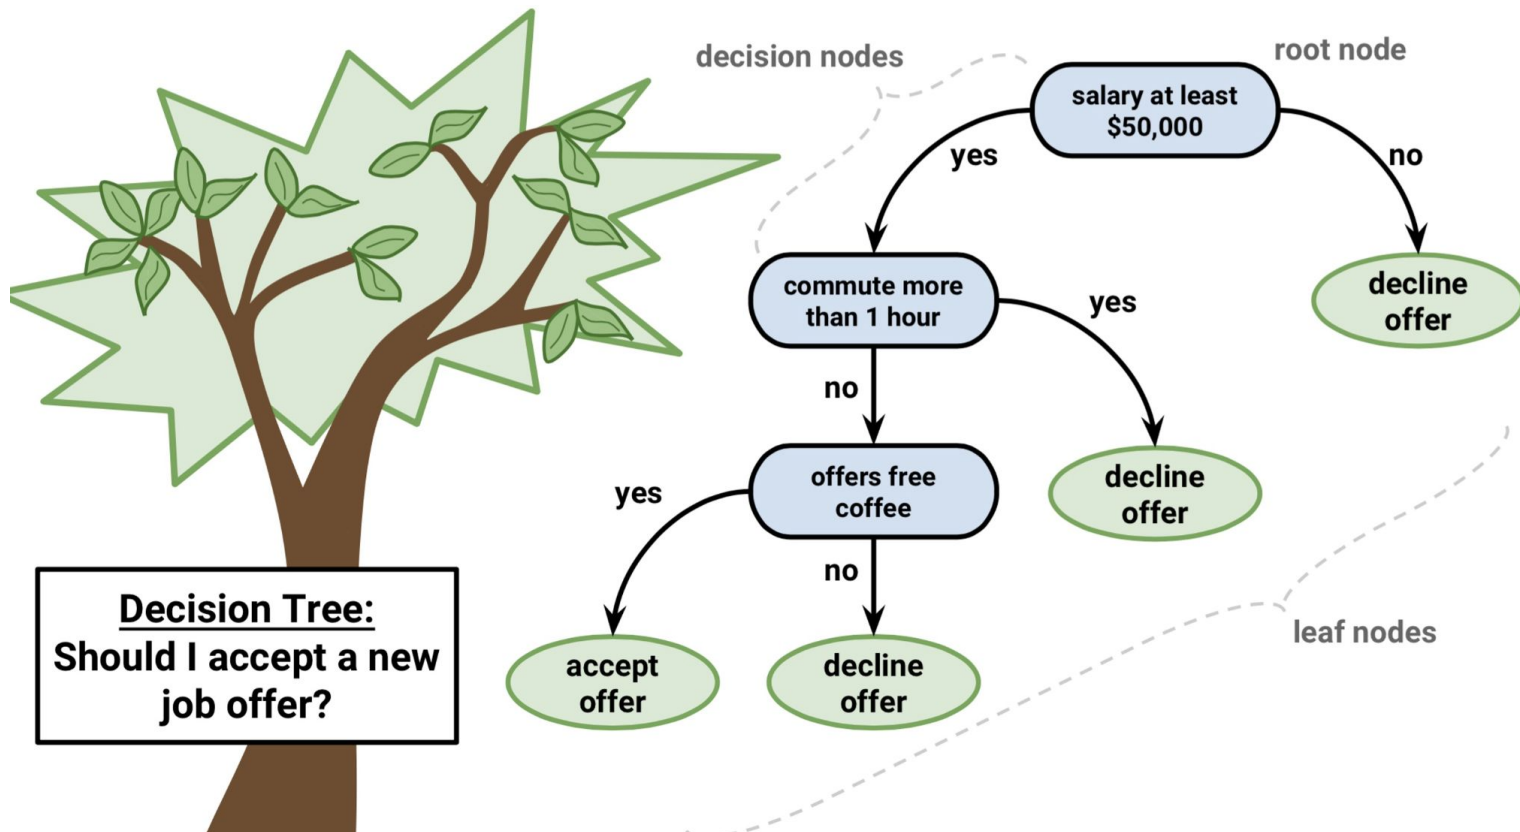 decision nodes
root node
salary at least
$50,000
yes
no
commute more
than 1 hour
yes
decline
offer
no
offers free
coffee
decline
offer
yes
no
leaf nodes
accept
offer
decline
offer
Decision Tree:
Should I accept a new
job offer?